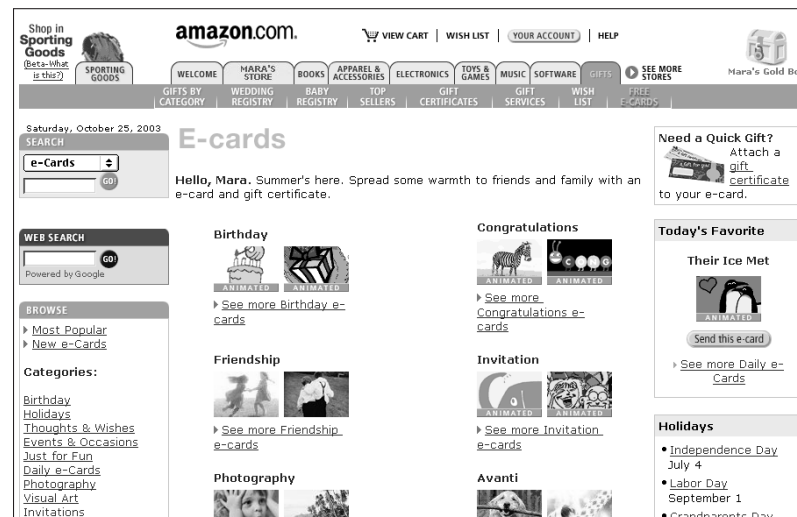 Shop in
Sporting
Goods
(Beta-What
is this?)
SPORTING
GOODS
amazon.com.
VIEW CART | WISH LIST | YOUR ACCOUNT | HELP
WELCOME
MARA'S
STORE
BOOKS
APPAREL &
ACCESSORIES
ELECTRONICS
TOYS &
GAMES
MUSIC
SOFTWARE
GIFTS
SEE MORE
STORES
Mara's Gold Bo
GIFTS BY
CATEGORY
WEDDING
REGISTRY
BABY
REGISTRY
TOP
SELLERS
GIFT
CERTIFICATES
GIFT
SERVICES
WISH
LIST
FREE
E-CARDS
Saturday, October 25, 2003
SEARCH
e-Cards
GO!
WEB SEARCH
GO!
Powered by Google
BROWSE
Most Popular
New e-Cards
Categories:
Birthday
Holidays
Thoughts & Wishes
Events & Occasions
Just for Fun
Daily e-Cards
Photography
Visual Art
Invitations
E-cards
Hello, Mara. Summer's here. Spread some warmth to friends and family with an
e-card and gift certificate.
Birthday
ANIMATED
ANIMATED
See more Birthday e-
cards
Congratulations
ANIMATED
CONG
ANIMATED
See more
Congratulations e-
cards
Friendship
See more Friendship
e-cards
Invitation
ANIMATED
ANIMATED
See more Invitation
e-cards
Photography
Avanti
Need a Quick Gift?
Attach a
gift
certificate
to your e-card.
Today's Favorite
Their Ice Met
ANIMATED
Send this e-card
See more Daily e-
Cards
Holidays
• Independence Day
July 4
• Labor Day
September 1
• Grandparents Day